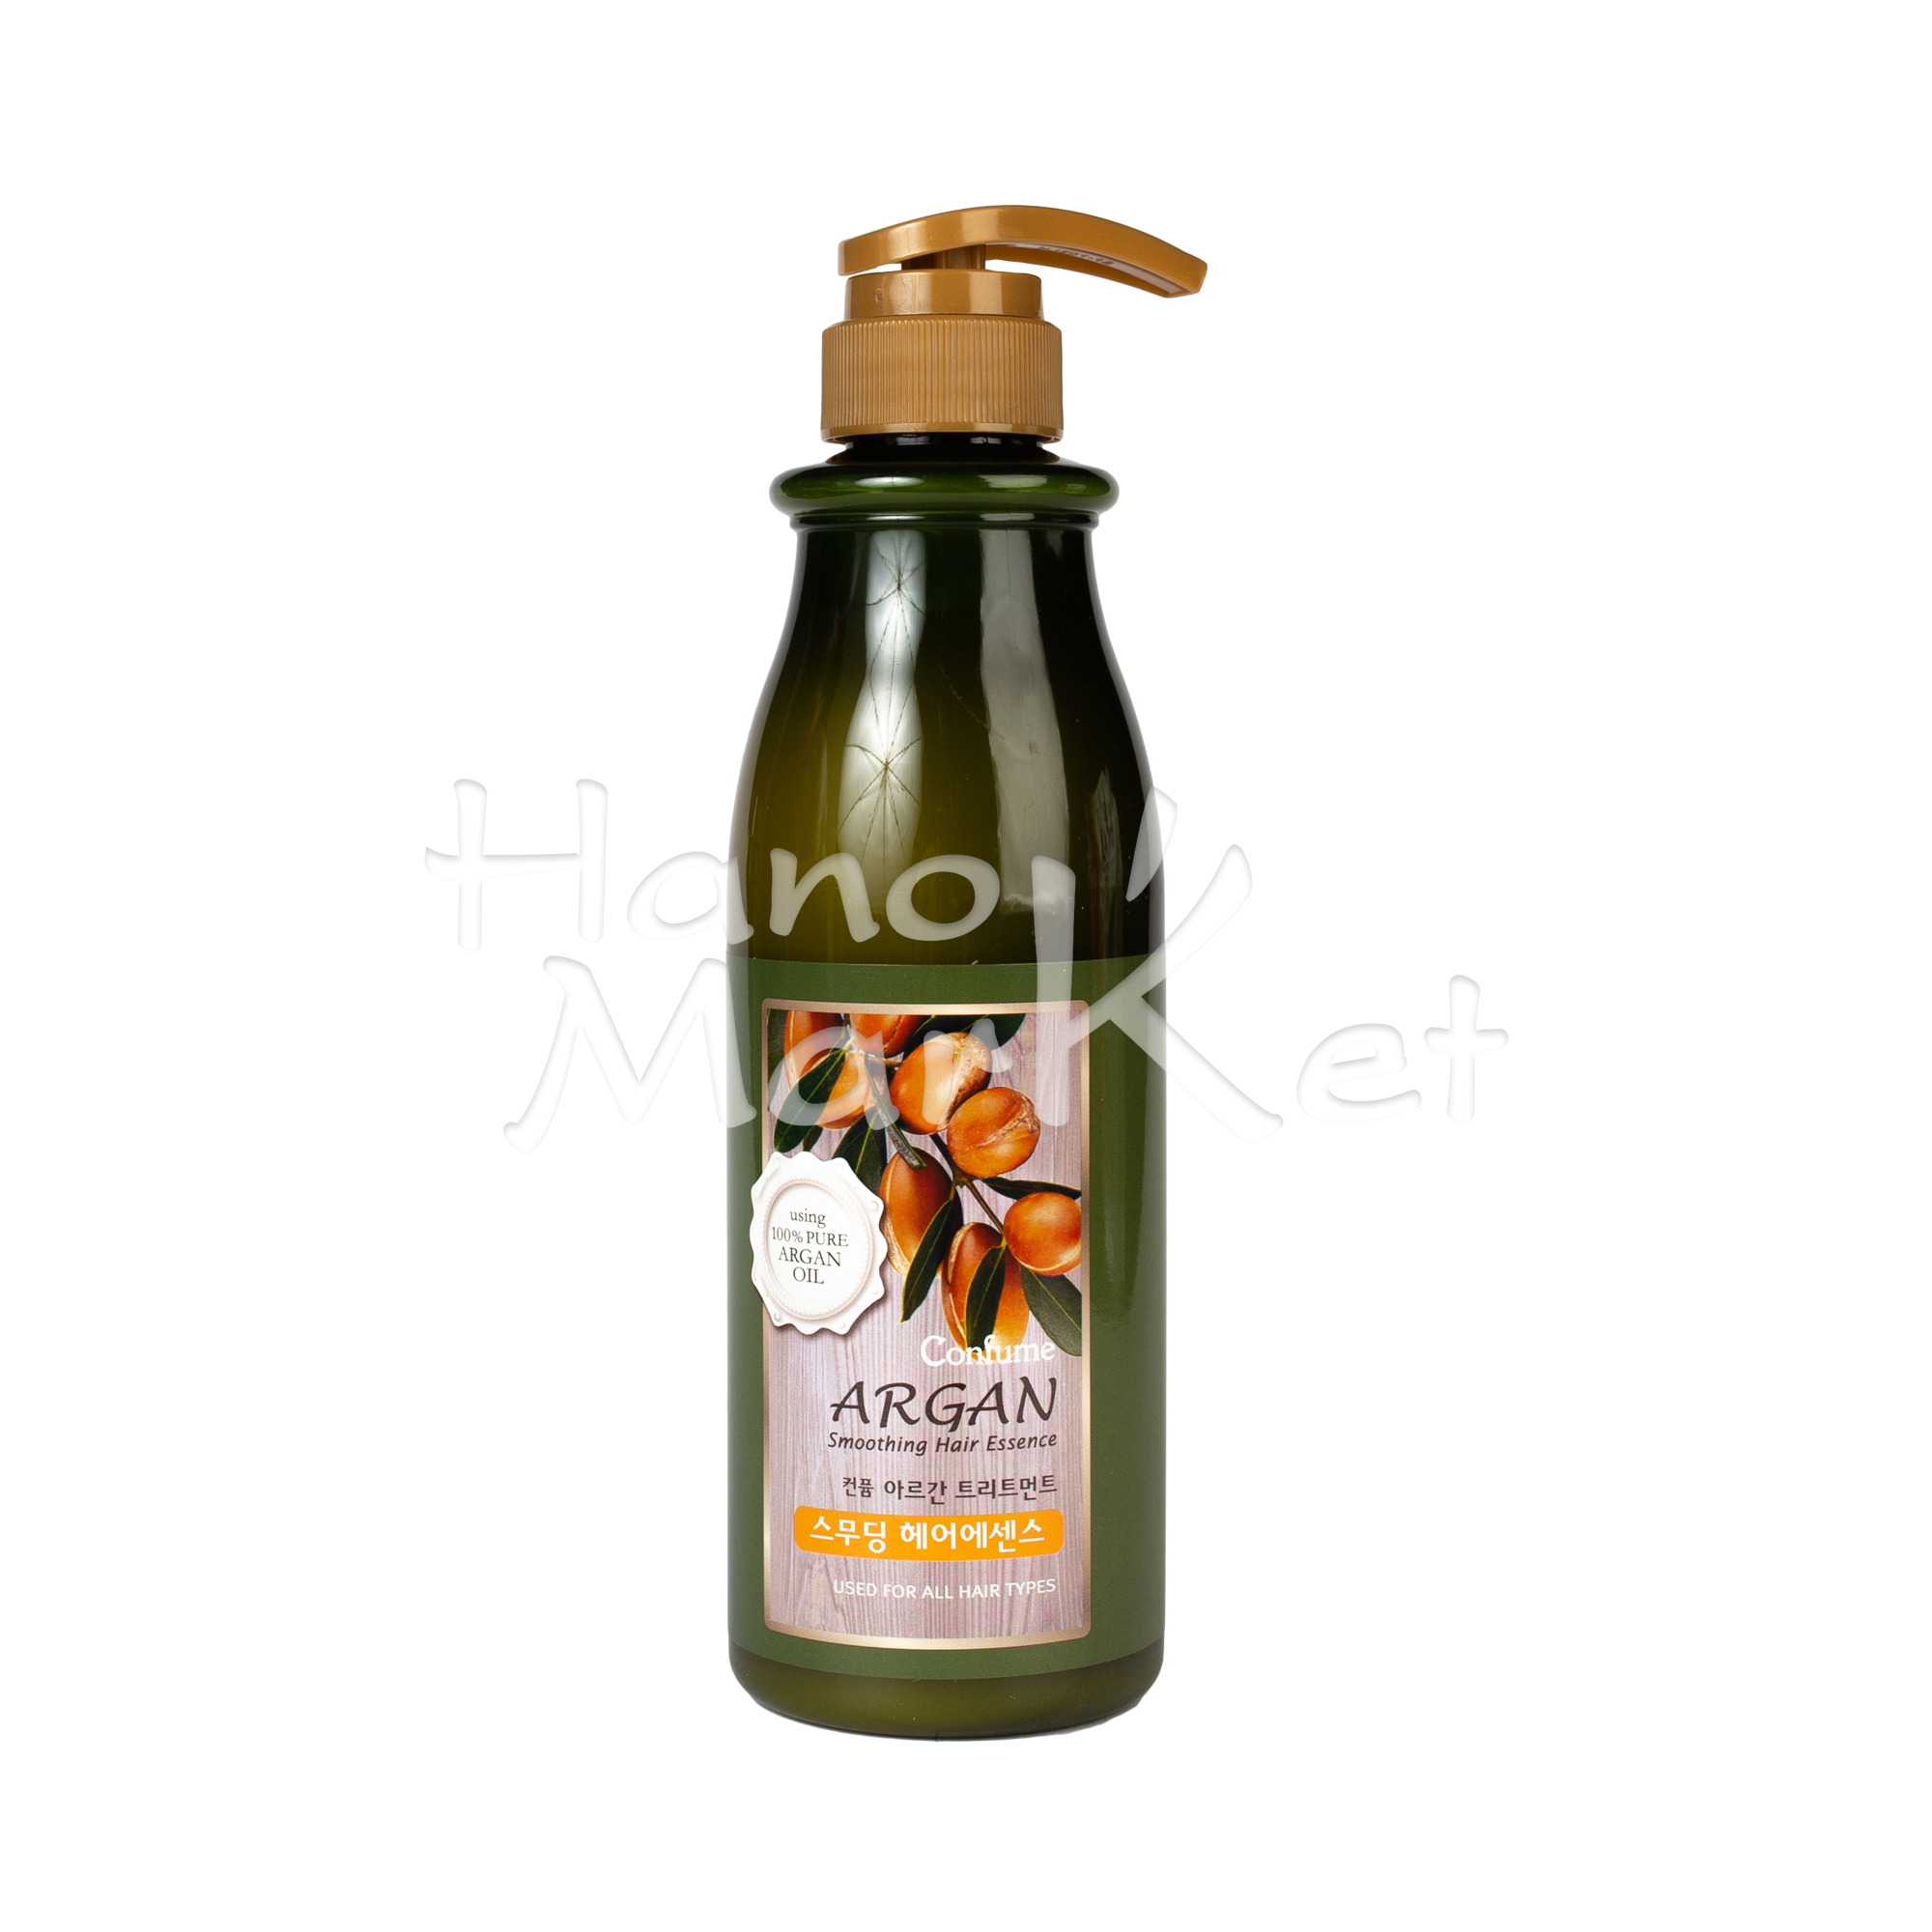 Hano
Market
using
100% PURE
ARGAN
OIL
Confume
ARGAN
Smoothing Hair Essence
컨퓸 아르간 트리트먼트
스무딩 헤어에센스
USED FOR ALL HAIR TYPES